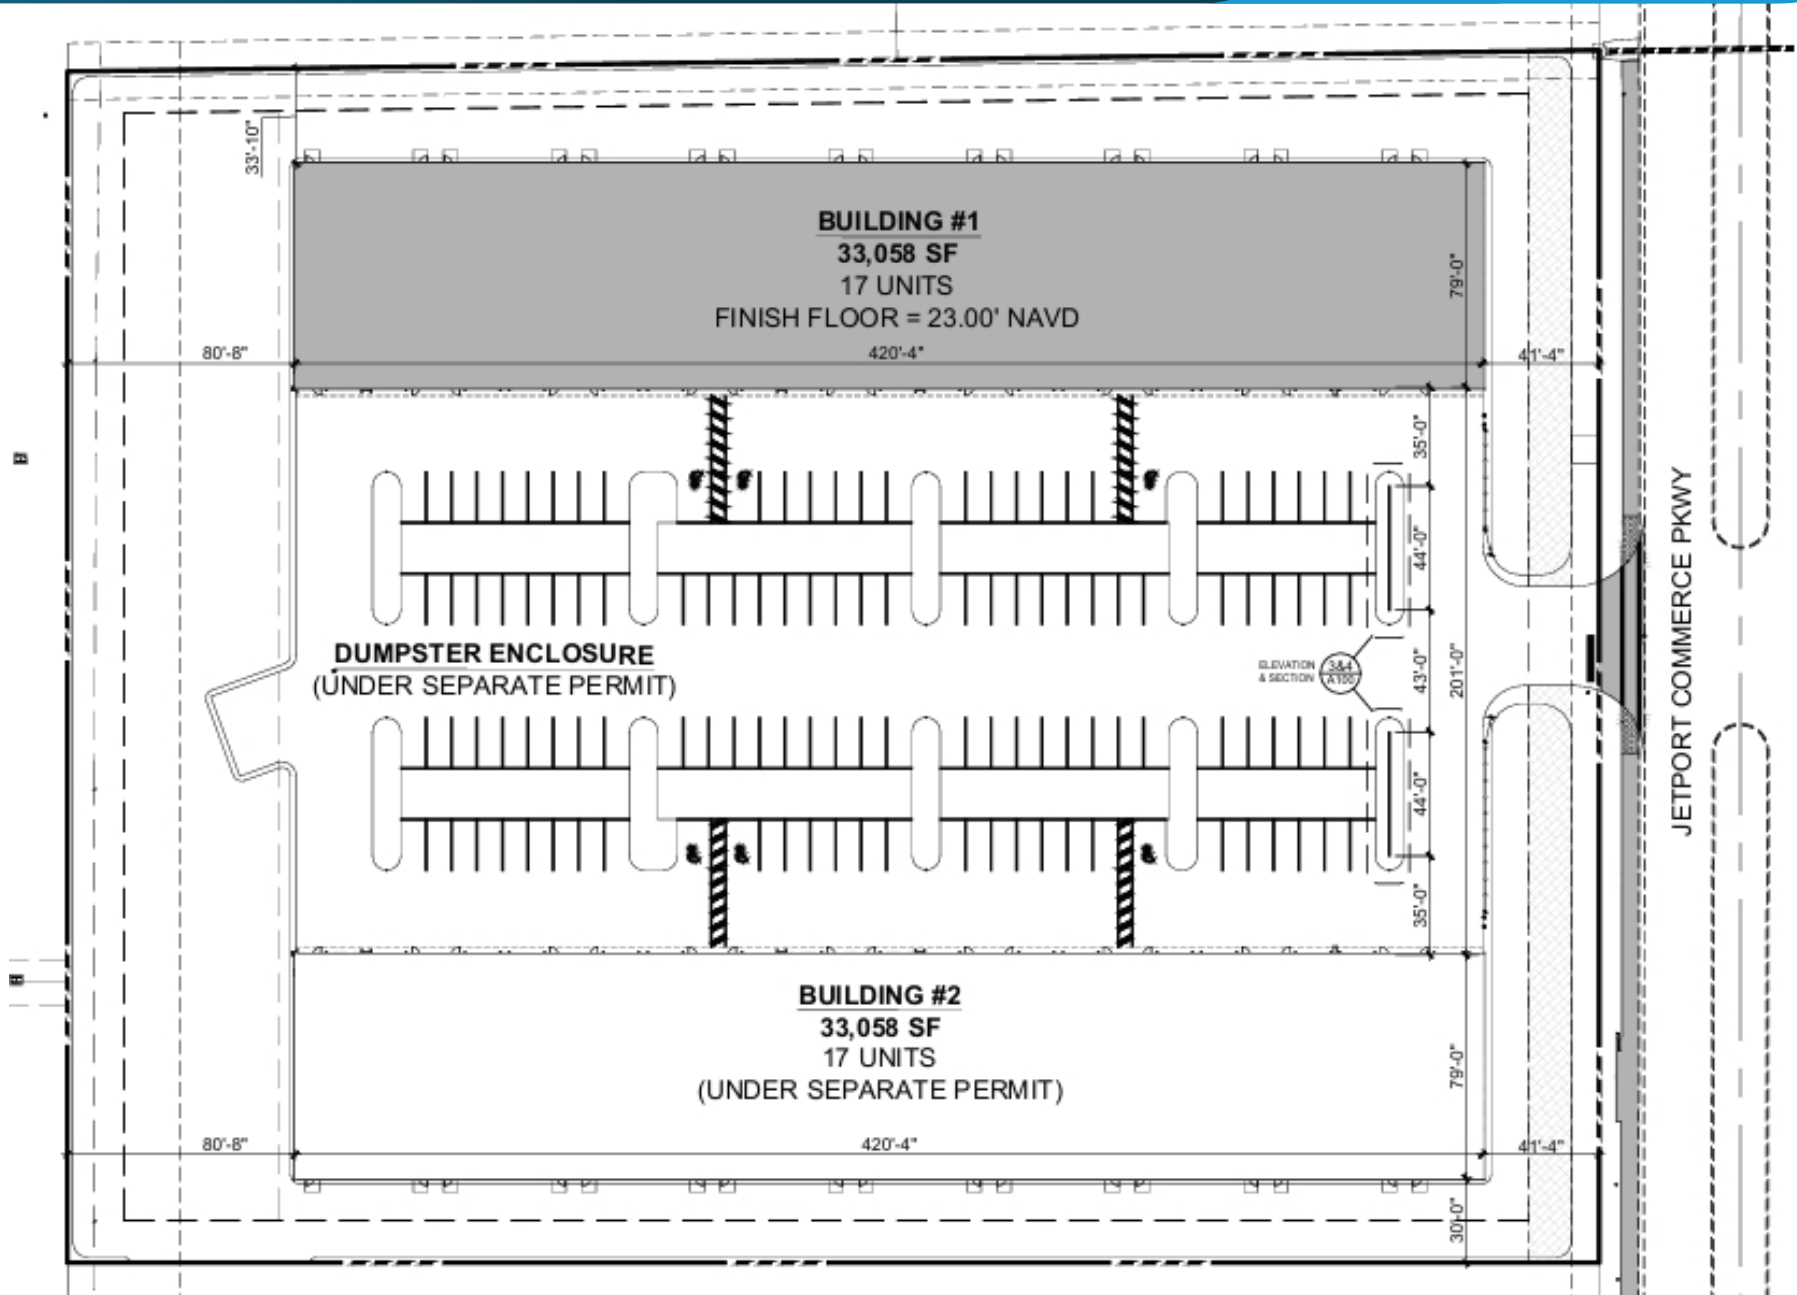 33'-10"
BUILDING #1
33,058 SF
17 UNITS
FINISH FLOOR = 23.00' NAVD
79'-0"
80'-8"
420'-4"
41'-4"
35'-0"
44'-0"
DUMPSTER ENCLOSURE
(UNDER SEPARATE PERMIT)
ELEVATION
& SECTION
3&4
A100
43'-0"
201'-0"
JETPORT COMMERCE PKWY
44'-0"
35'-0"
BUILDING #2
33,058 SF
17 UNITS
(UNDER SEPARATE PERMIT)
79'-0"
80'-8"
420'-4"
41'-4"
30'-0"